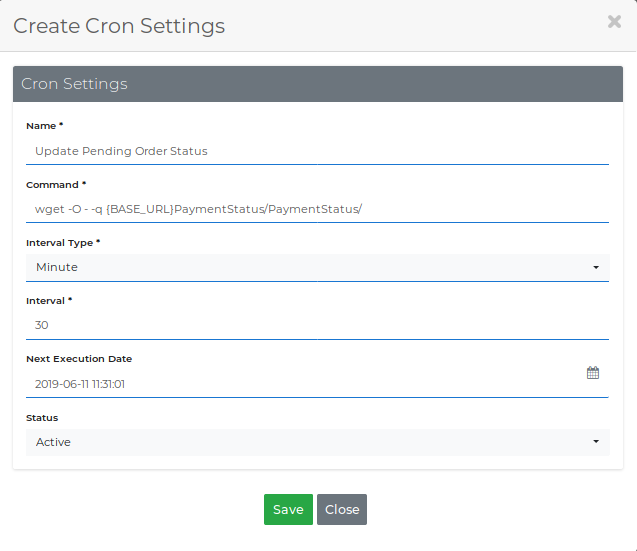 Create Cron Settings
Cron Settings
Name *
Update Pending Order Status
Command *
wget -O - -q {BASE_URL}PaymentStatus/PaymentStatus/
Interval Type *
Minute
Interval *
30
Next Execution Date
2019-06-11 11:31:01
Status
Active
Save Close